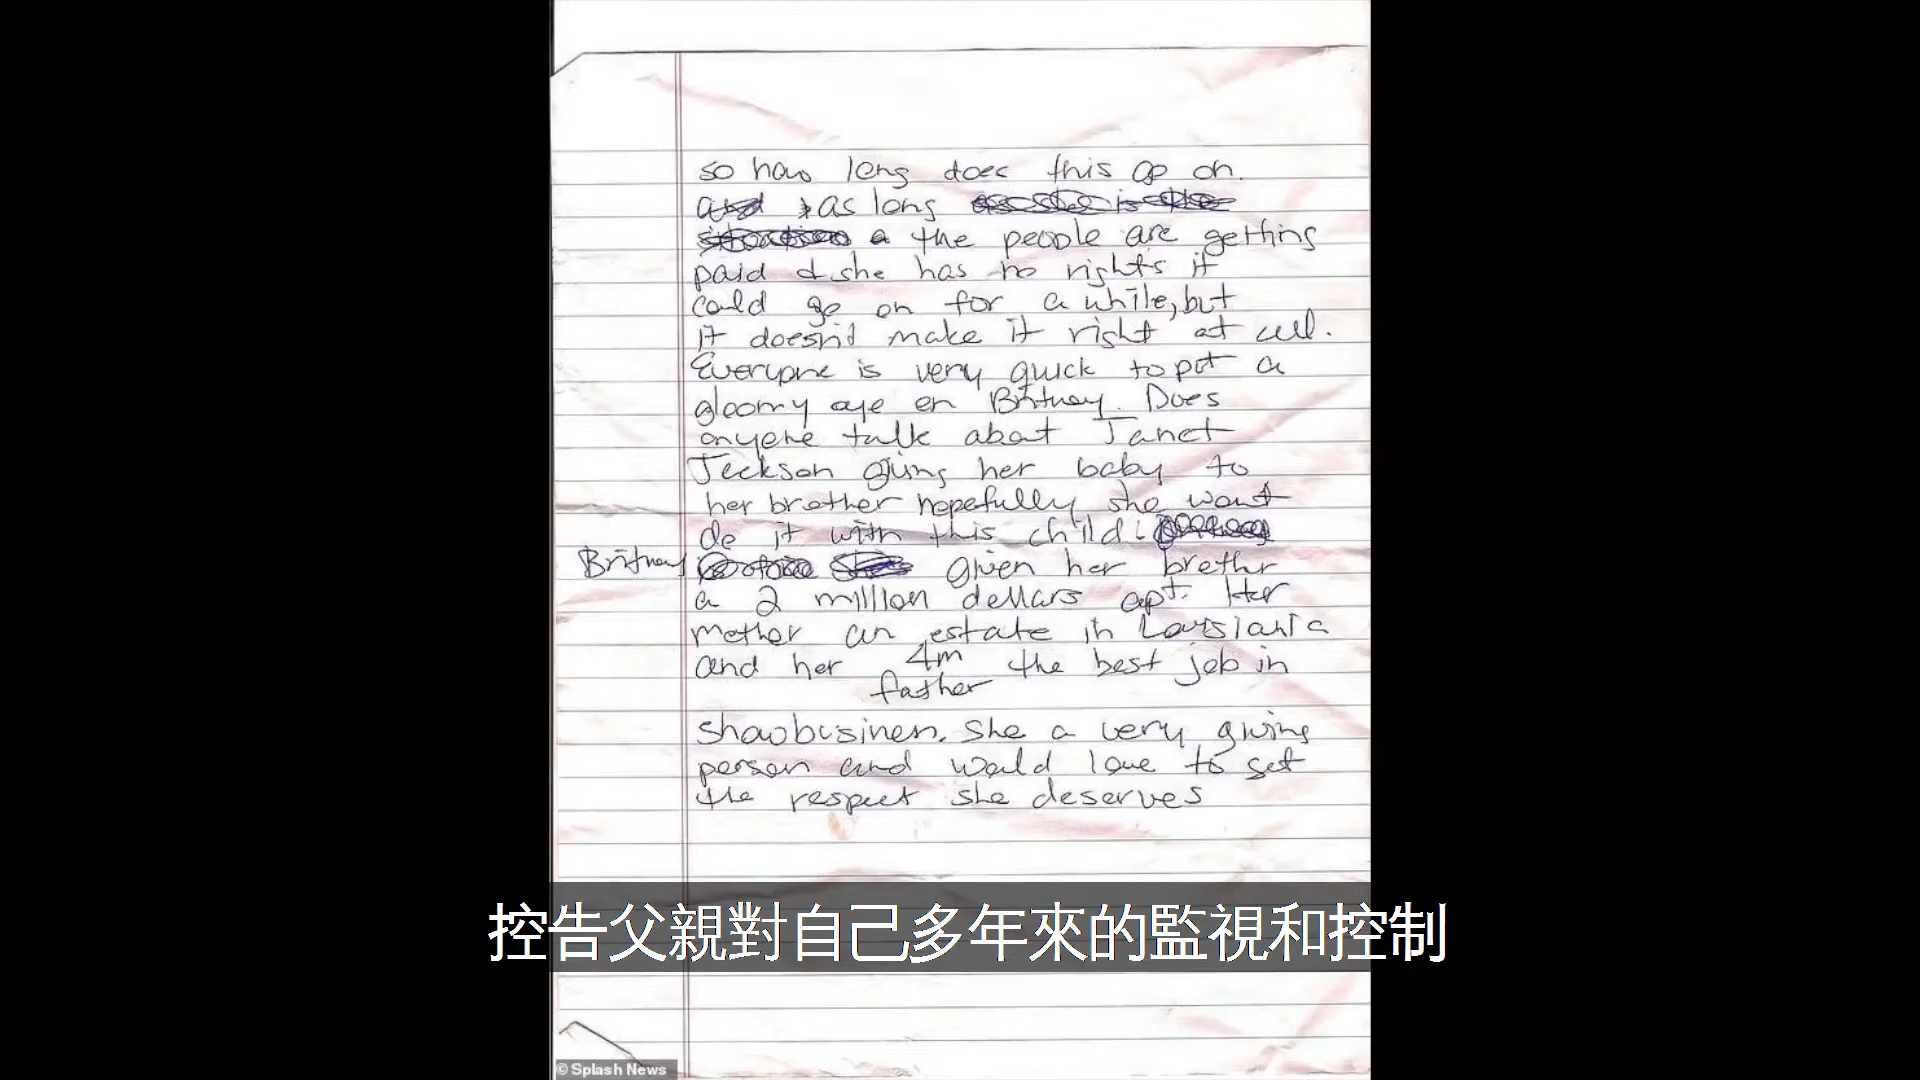 so how long does this go on.
and as long
the people are getting
paid & she has no rights it
could go on for a while, but
it doesn't make it right at all.
Everyone is very quick to put a
gloomy eye on Britney. Does
anyone talk about Janet
Jeckson giving her baby to
her brother hopefully she wont
do it with this child.
Britney given her brether
a 2 million dollars apt. Her
mother an estate in Louisiania
and her 4m the best job in
father
showbusiness. She a very giving
person and would love to get
the respect she deserves
控告父親對自己多年來的監視和控制
© Splash News